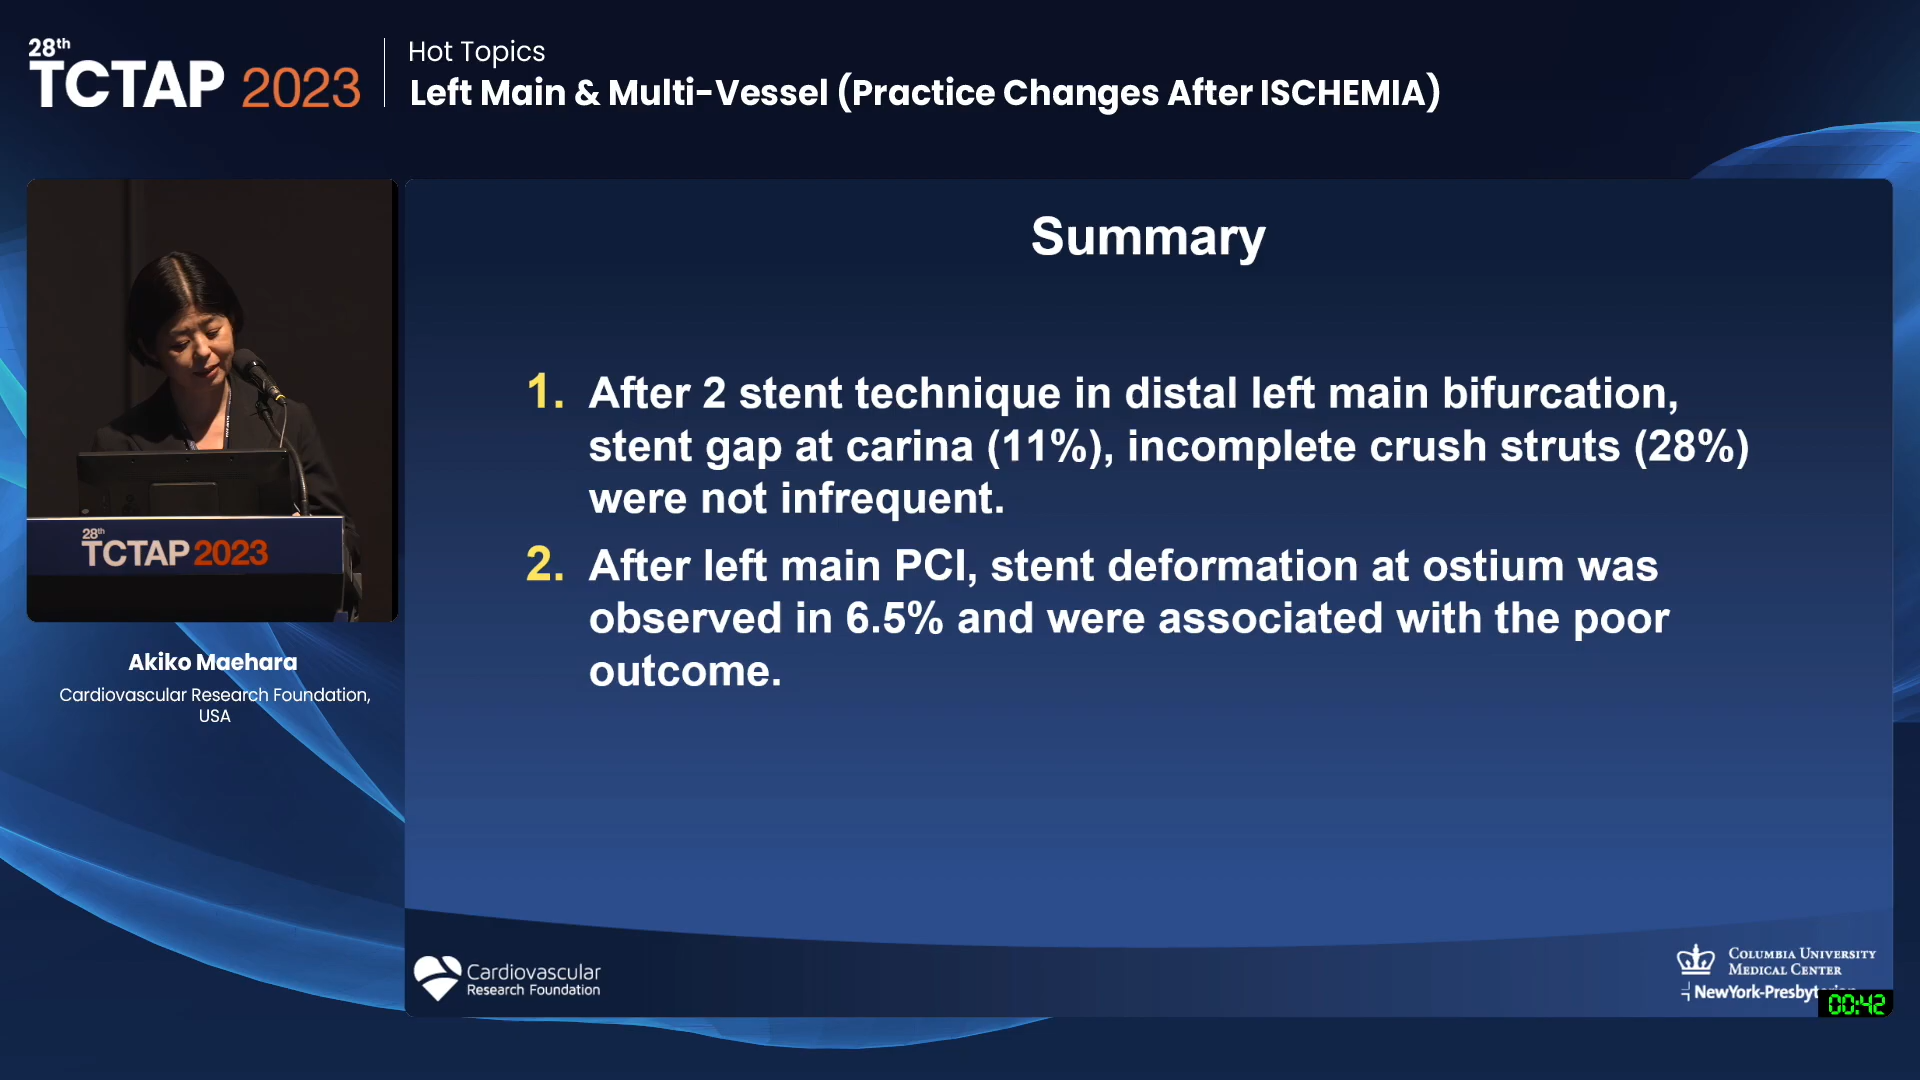 28th
TCTAP 2023
Hot Topics
Left Main & Multi-Vessel (Practice Changes After ISCHEMIA)
28th
TCTAP 2023
Akiko Maehara
Cardiovascular Research Foundation,
USA
Summary
1. After 2 stent technique in distal left main bifurcation,
stent gap at carina (11%), incomplete crush struts (28%)
were not infrequent.
2. After left main PCI, stent deformation at ostium was
observed in 6.5% and were associated with the poor
outcome.
Cardiovascular
Research Foundation
COLUMBIA UNIVERSITY
MEDICAL CENTER
NewYork-Presbyterian
00:42